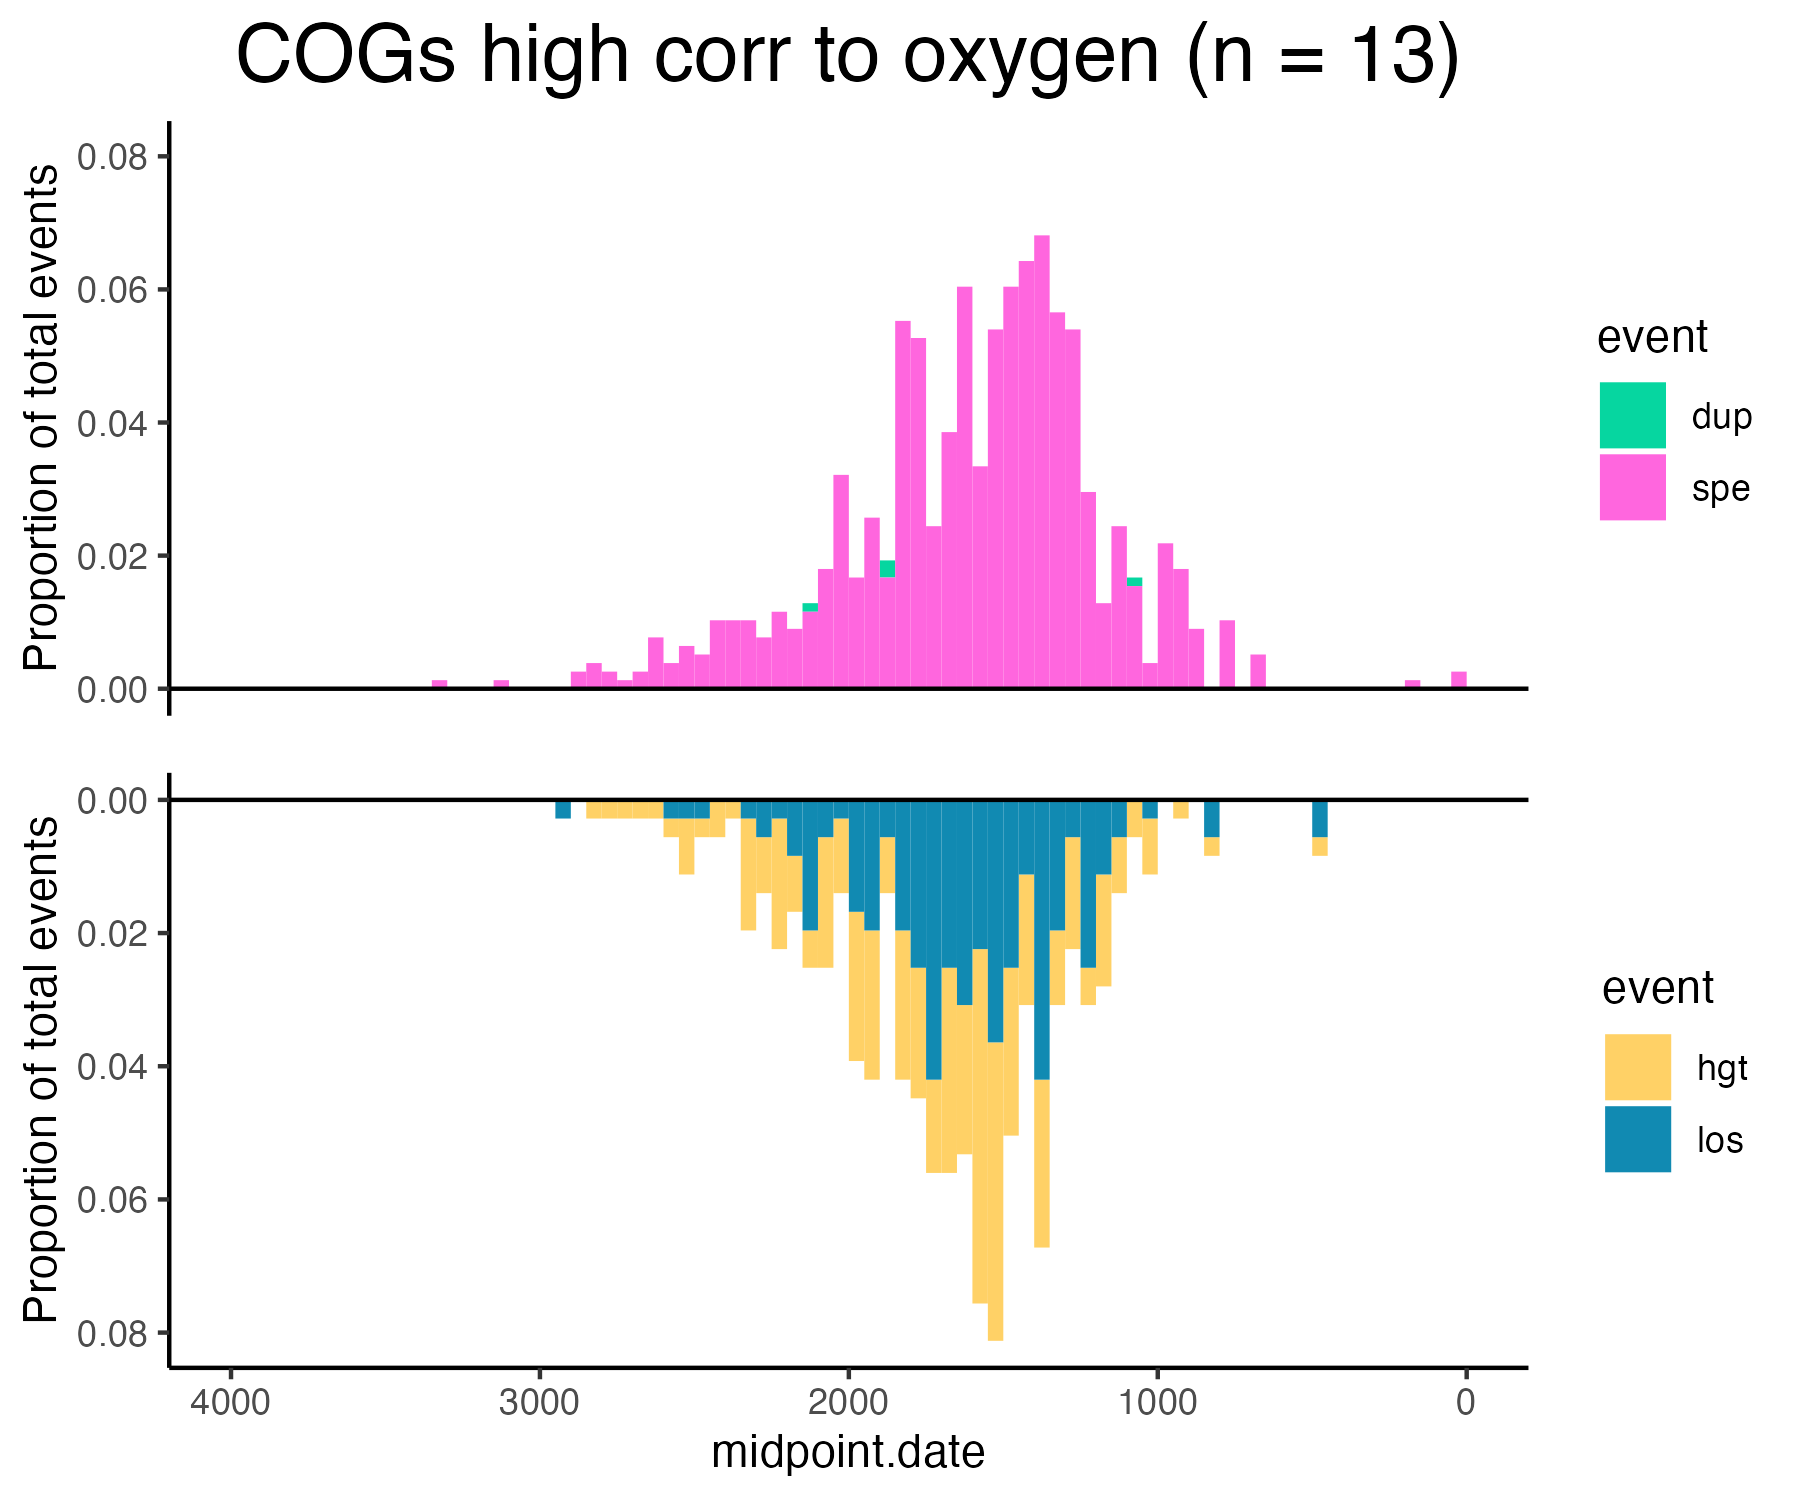 COGs high corr to oxygen (n = 13)
Proportion of total events
0.08
0.06
0.04
0.02
0.00
event
dup
spe
Proportion of total events
0.00
0.02
0.04
0.06
0.08
event
hgt
los
4000 3000 2000 1000 0
midpoint.date